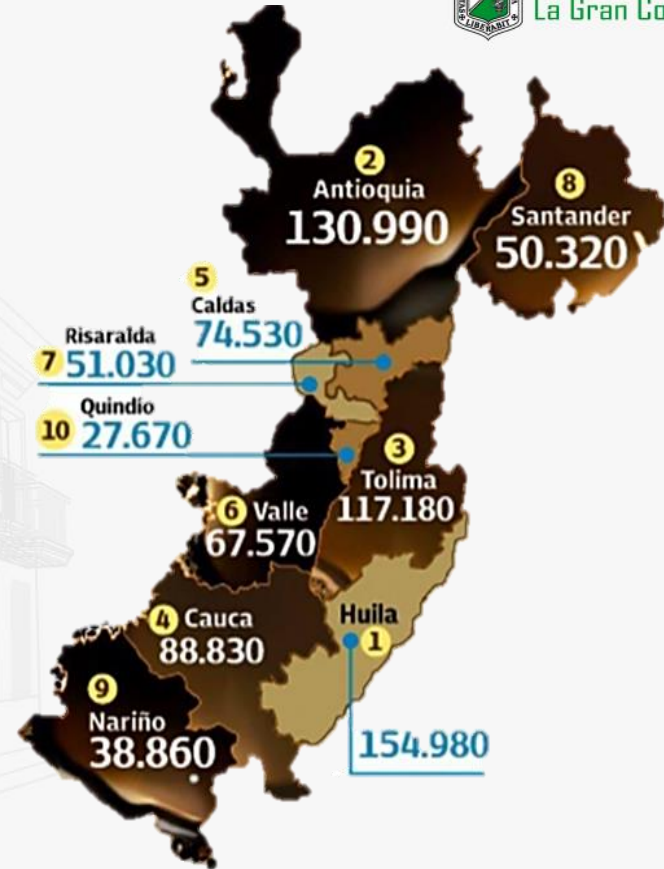 LIBERABIT
La Gran Co
2
Antioquia
130.990
8
Santander
50.320
5
Caldas
74.530
Risaralda
7 51.030
Quindío
10 27.670
3
Tolima
117.180
6 Valle
67.570
4 Cauca
88.830
Huila
1
9
Nariño
38.860
154.980